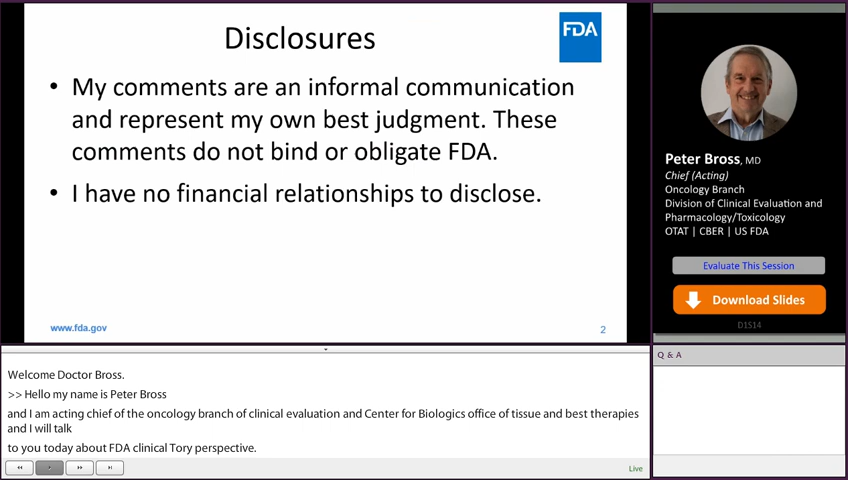 Disclosures
FDA
• My comments are an informal communication
and represent my own best judgment. These
comments do not bind or obligate FDA.
• I have no financial relationships to disclose.
www.fda.gov
2
Peter Bross, MD
Chief (Acting)
Oncology Branch
Division of Clinical Evaluation and
Pharmacology/Toxicology
OTAT | CBER | US FDA
Evaluate This Session
Download Slides
D1S14
Welcome Doctor Bross.
>> Hello my name is Peter Bross
and I am acting chief of the oncology branch of clinical evaluation and Center for Biologics office of tissue and best therapies
and I will talk
to you today about FDA clinical Tory perspective.
Live
Q & A